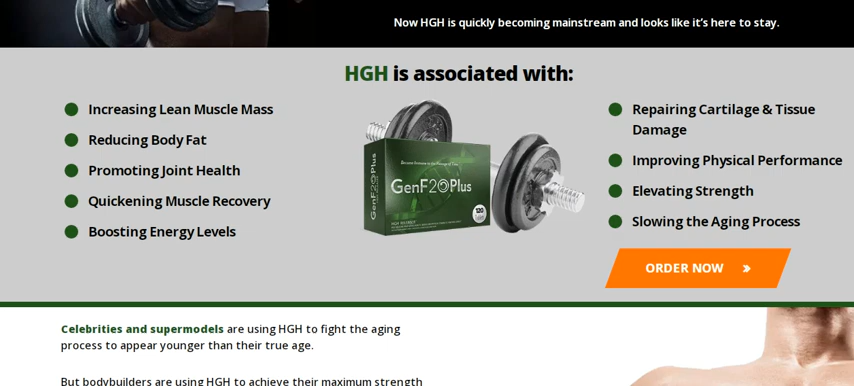 Now HGH is quickly becoming mainstream and looks like it's here to stay.
HGH is associated with:
Increasing Lean Muscle Mass
Reducing Body Fat
Promoting Joint Health
Quickening Muscle Recovery
Boosting Energy Levels
GenF20Plus
GenF20Plus
120
Repairing Cartilage & Tissue
Damage
Improving Physical Performance
Elevating Strength
Slowing the Aging Process
ORDER NOW »
Celebrities and supermodels are using HGH to fight the aging
process to appear younger than their true age.
But bodybuilders are using HGH to achieve their maximum strength